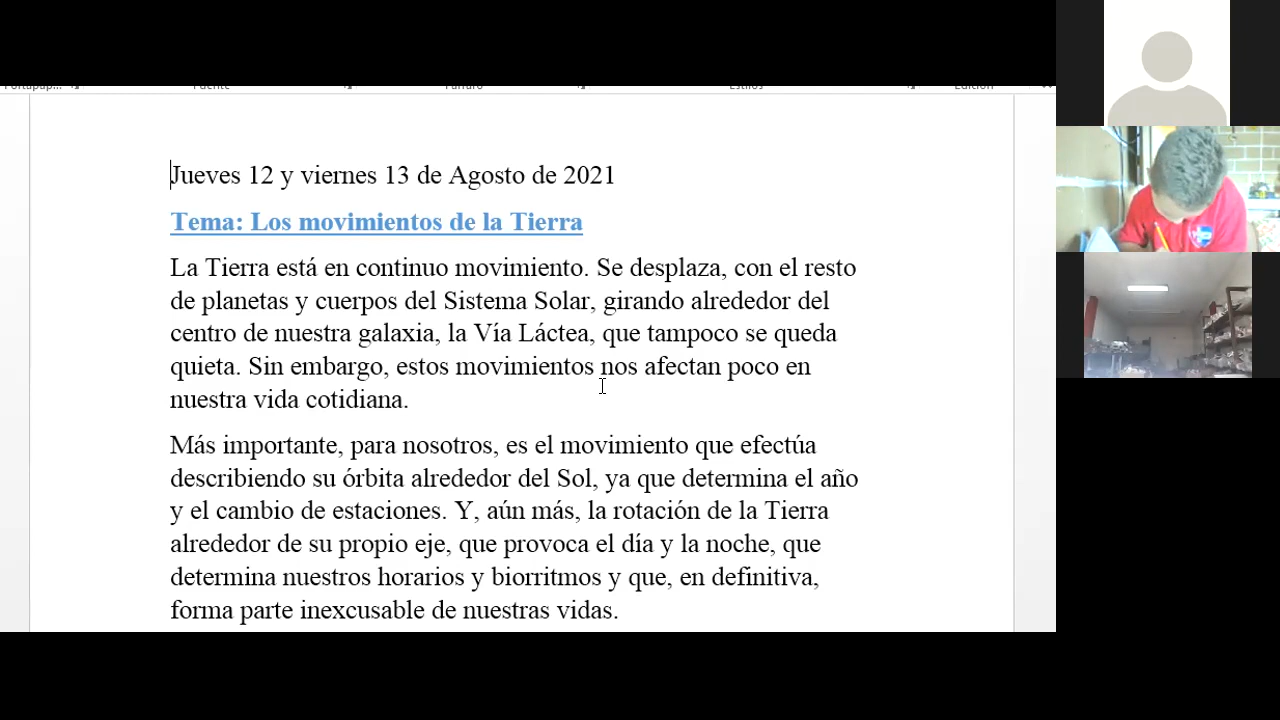 Jueves 12 y viernes 13 de Agosto de 2021
Tema: Los movimientos de la Tierra
La Tierra está en continuo movimiento. Se desplaza, con el resto
de planetas y cuerpos del Sistema Solar, girando alrededor del
centro de nuestra galaxia, la Vía Láctea, que tampoco se queda
quieta. Sin embargo, estos movimientos nos afectan poco en
nuestra vida cotidiana.
Más importante, para nosotros, es el movimiento que efectúa
describiendo su órbita alrededor del Sol, ya que determina el año
y el cambio de estaciones. Y, aún más, la rotación de la Tierra
alrededor de su propio eje, que provoca el día y la noche, que
determina nuestros horarios y biorritmos y que, en definitiva,
forma parte inexcusable de nuestras vidas.